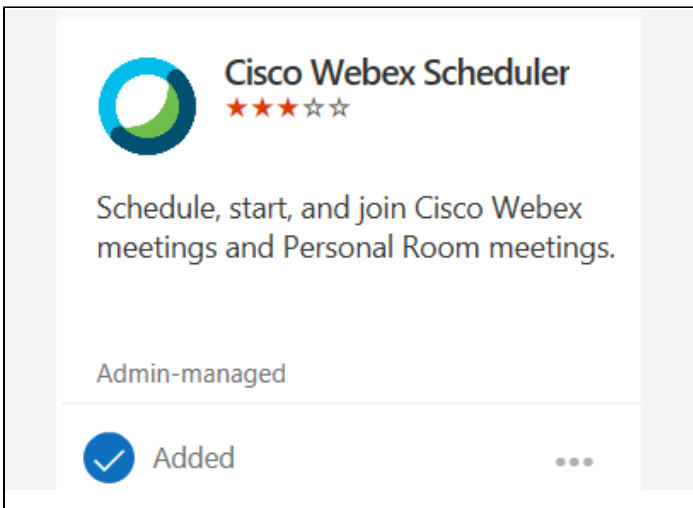 Cisco Webex Scheduler
Schedule, start, and join Cisco Webex
meetings and Personal Room meetings.
Admin-managed
Added